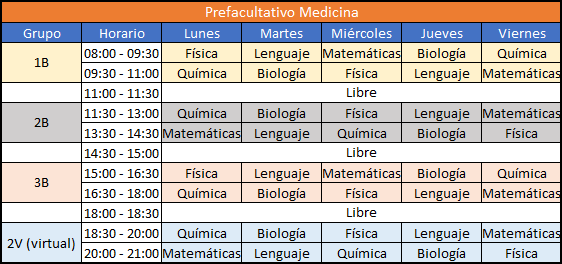 Prefacultativo Medicina
Grupo Horario Lunes Martes Miércoles Jueves Viernes
1B 08:00 - 09:30 Física Lenguaje Matemáticas Biología Química
09:30 - 11:00 Química Biología Física Lenguaje Matemáticas
11:00 - 11:30 Libre
2B 11:30 - 13:00 Química Biología Física Lenguaje Matemáticas
13:30 - 14:30 Matemáticas Lenguaje Química Biología Física
14:30 - 15:00 Libre
3B 15:00 - 16:30 Física Lenguaje Matemáticas Biología Química
16:30 - 18:00 Química Biología Física Lenguaje Matemáticas
18:00 - 18:30 Libre
2V (virtual) 18:30 - 20:00 Química Biología Física Lenguaje Matemáticas
20:00 - 21:00 Matemáticas Lenguaje Química Biología Física